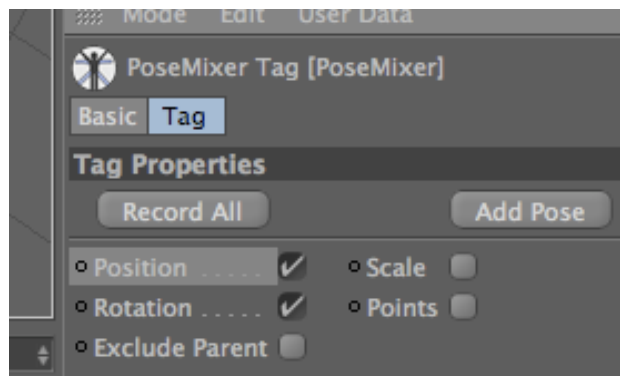 Mode Edit User Data
PoseMixer Tag [PoseMixer]
Basic Tag
Tag Properties
Record All Add Pose
Position ..... Scale
Rotation ..... Points
Exclude Parent